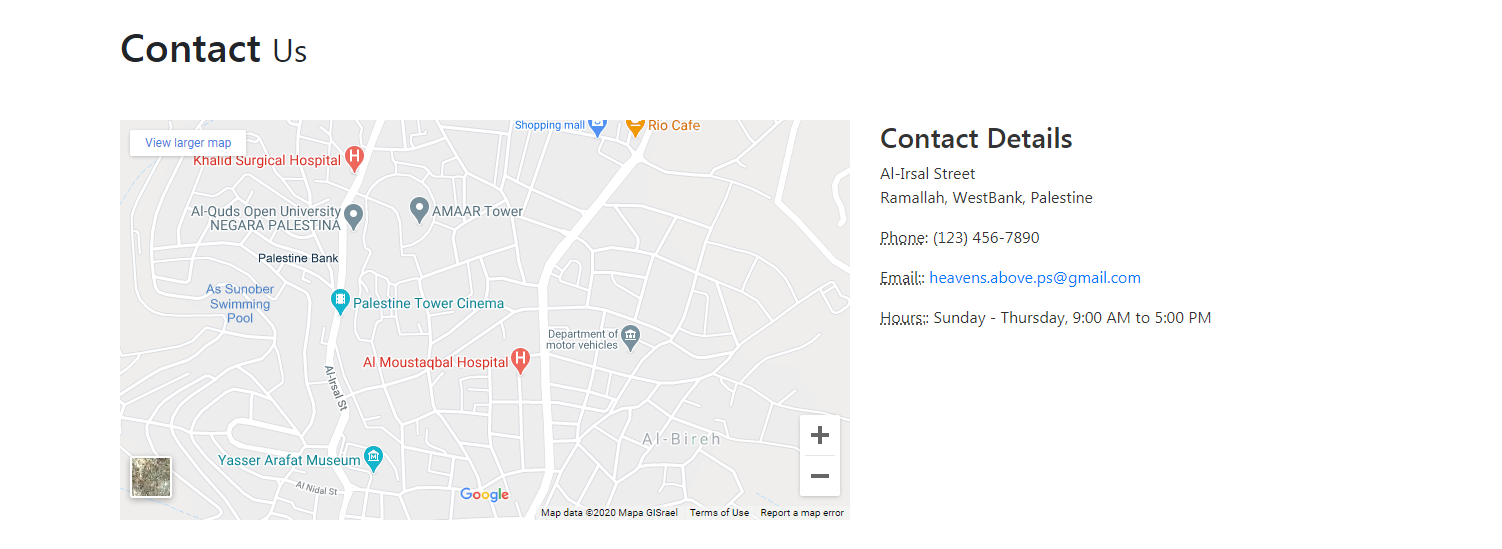 Contact Us
View larger map
Khalid Surgical Hospital
H
Shopping mall
Rio Cafe
Al-Quds Open University
NEGARA PALESTINA
AMAAR Tower
Palestine Bank
As Sunober
Swimming
Pool
Palestine Tower Cinema
Department of
motor vehicles
Al Moustaqbal Hospital
H
Al-Irsal St
Al-Bireh
Yasser Arafat Museum
M
Al Nidal St
Google
Map data ©2020 Mapa GISrael
Terms of Use
Report a map error
Contact Details
Al-Irsal Street
Ramallah, WestBank, Palestine
Phone: (123) 456-7890
Email:: heavens.above.ps@gmail.com
Hours:: Sunday - Thursday, 9:00 AM to 5:00 PM